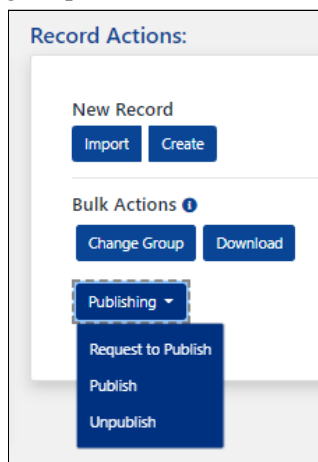 Record Actions:
New Record
Import Create
Bulk Actions
Change Group Download
Publishing
Request to Publish
Publish
Unpublish